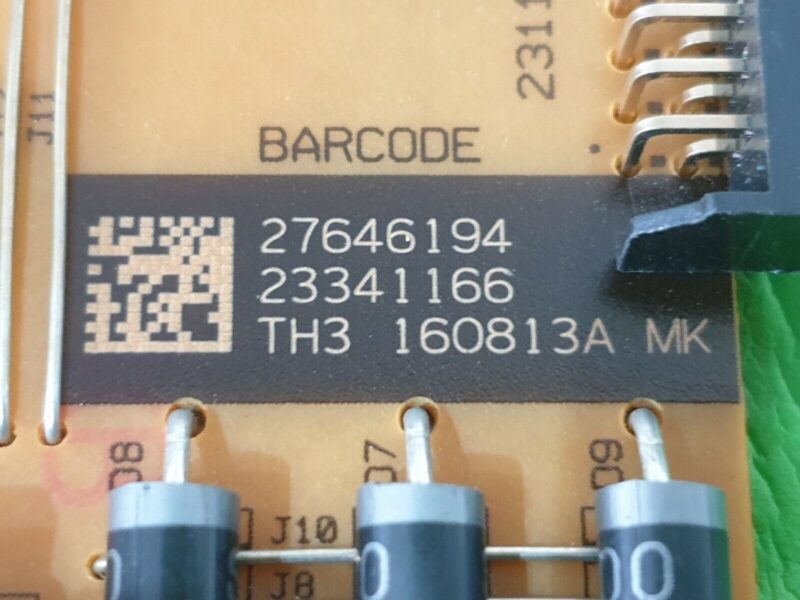 2311
J11
BARCODE
27646194
23341166
TH3 160813A MK
D8
D7
D9
J10
J8